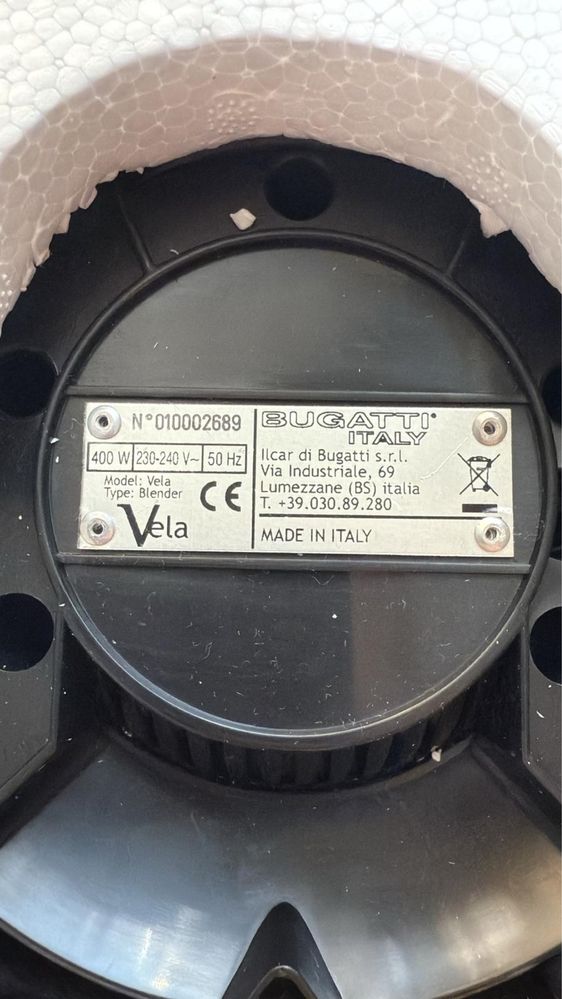 N°010002689
400 W 230-240 V~ 50 Hz
Model: Vela
Type: Blender
CE
Vela
BUGATTI®
ITALY
Ilcar di Bugatti s.r.l.
Via Industriale, 69
Lumezzane (BS) italia
T. +39.030.89.280
MADE IN ITALY